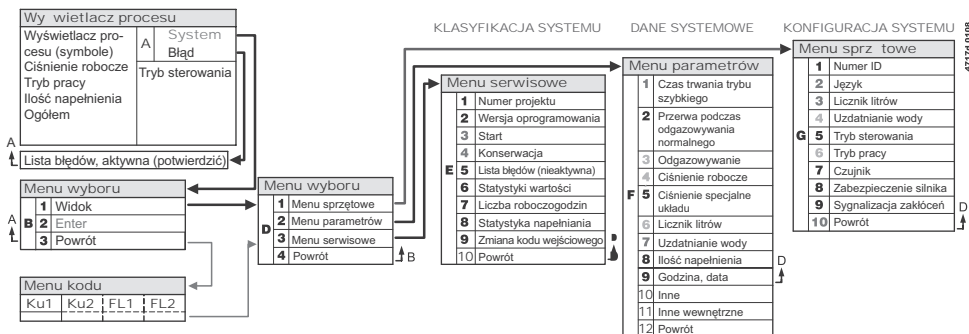 KLASYFIKACJA SYSTEMU
DANE SYSTEMOWE
KONFIGURACJA SYSTEMU
47174.0108
Wy wietlacz procesu
Wyświetlacz pro-
cesu (symbole)
Ciśnienie robocze
Tryb pracy
Ilość napełnienia
Ogółem
A
System
Błąd
Tryb sterowania
A
Lista błędów, aktywna (potwierdzić)
Menu wyboru
A
B
1 Widok
2 Enter
3 Powrót
Menu kodu
Ku1 Ku2 FL1 FL2
Menu wyboru
D
1 Menu sprzętowe
2 Menu parametrów
3 Menu serwisowe
4 Powrót
B
Menu serwisowe
E
1 Numer projektu
2 Wersja oprogramowania
3 Start
4 Konserwacja
5 Lista błędów (nieaktywna)
6 Statystyki wartości
7 Liczba roboczogodzin
8 Statystyka napełniania
9 Zmiana kodu wejściowego
10 Powrót
D
Menu parametrów
F
1 Czas trwania trybu
szybkiego
2 Przerwa podczas
odgazowywania
normalnego
3 Odgazowywanie
4 Ciśnienie robocze
5 Ciśnienie specjalne
układu
6 Licznik litrów
7 Uzdatnianie wody
8 Ilość napełnienia
9 Godzina, data
10 Inne
11 Inne wewnętrzne
12 Powrót
D
Menu sprz towe
G
1 Numer ID
2 Język
3 Licznik litrów
4 Uzdatnianie wody
5 Tryb sterowania
6 Tryb pracy
7 Czujnik
8 Zabezpieczenie silnika
9 Sygnalizacja zakłóceń
10 Powrót
D